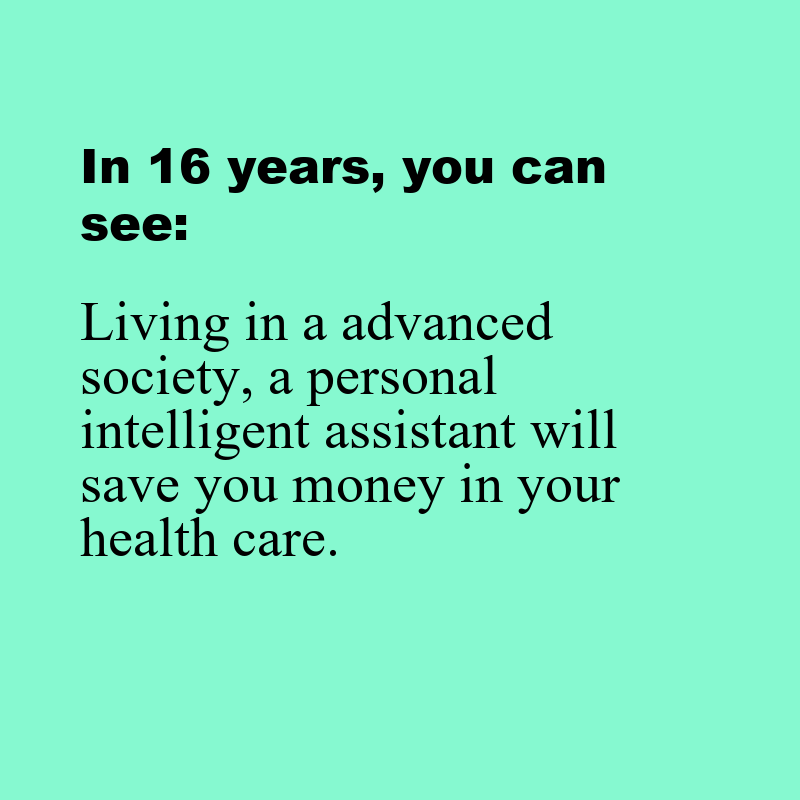 In 16 years, you can
see:
Living in a advanced
society, a personal
intelligent assistant will
save you money in your
health care.